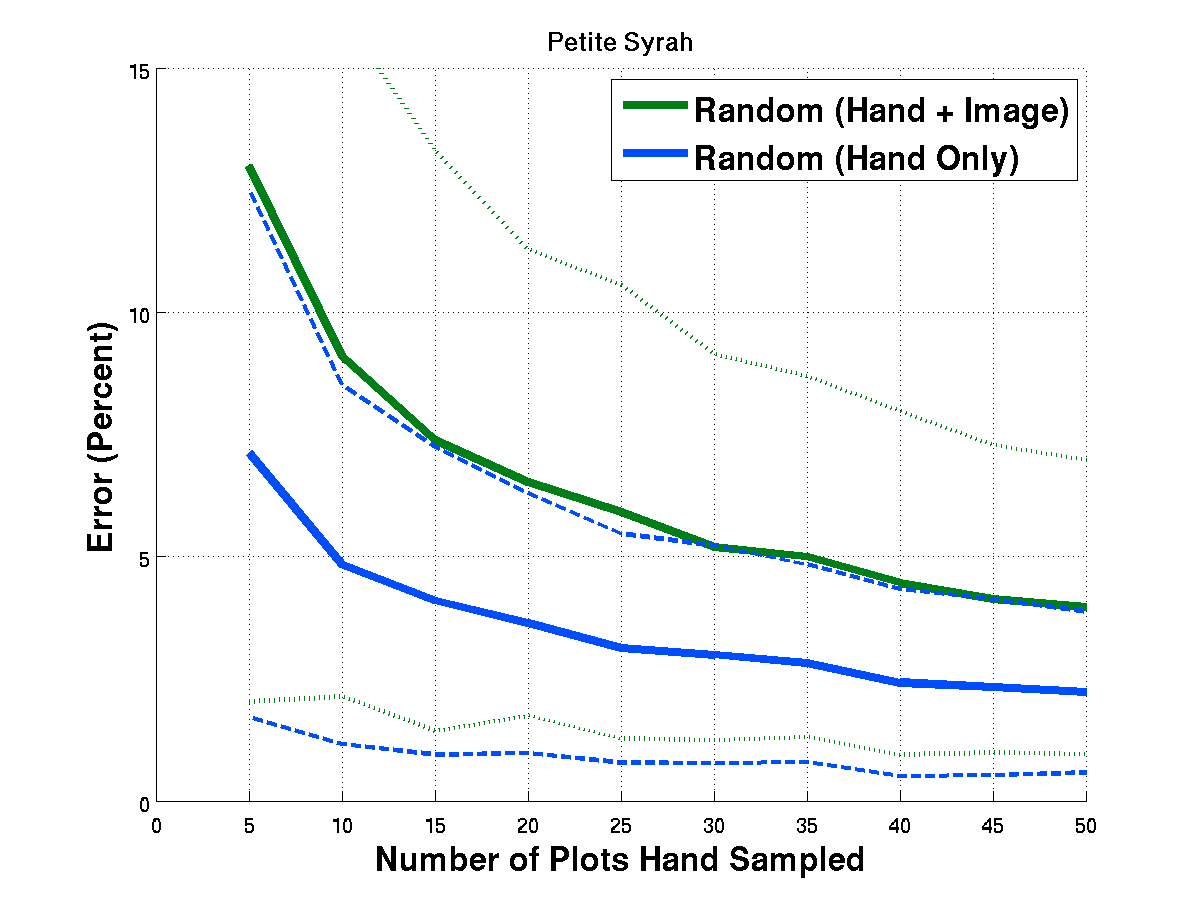 Petite Syrah
Random (Hand + Image)
Random (Hand Only)
15
10
5
0
Error (Percent)
0 5 10 15 20 25 30 35 40 45 50
Number of Plots Hand Sampled